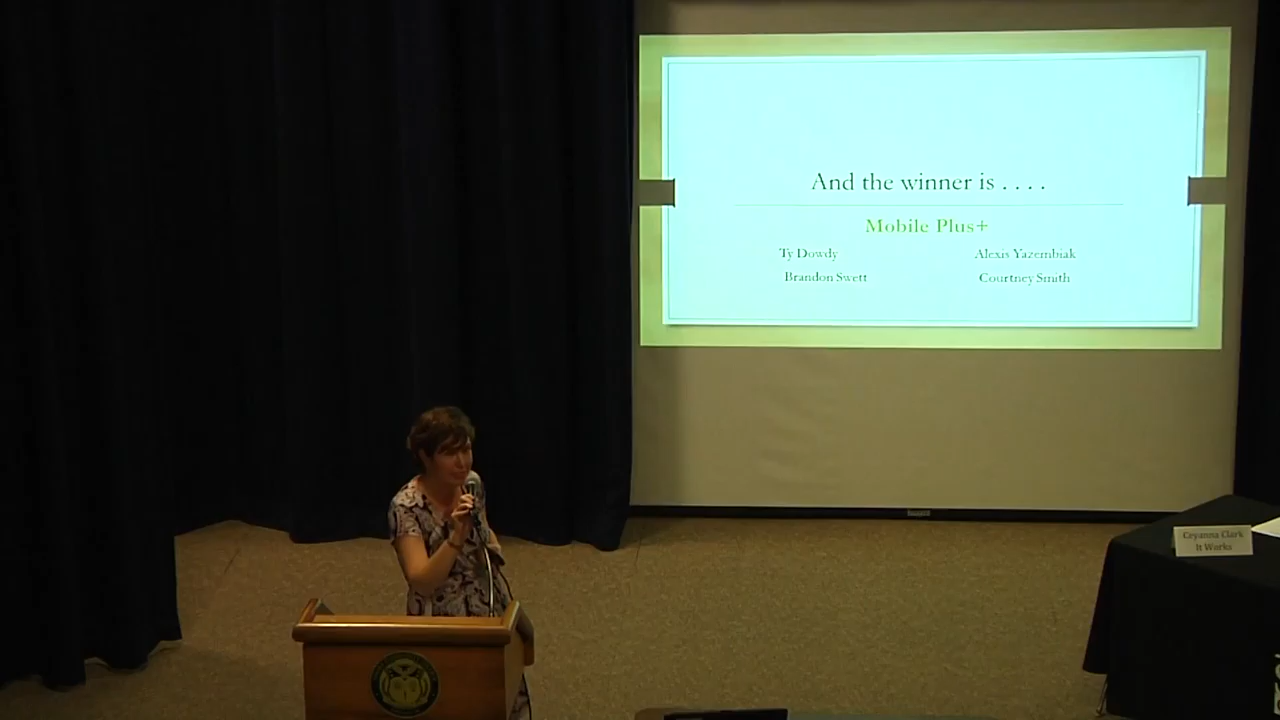 And the winner is . . . .
Mobile Plus+
Ty Dowdy
Alexis Yazembiak
Brandon Swett
Courtney Smith
Ceyanna Clark
It Works